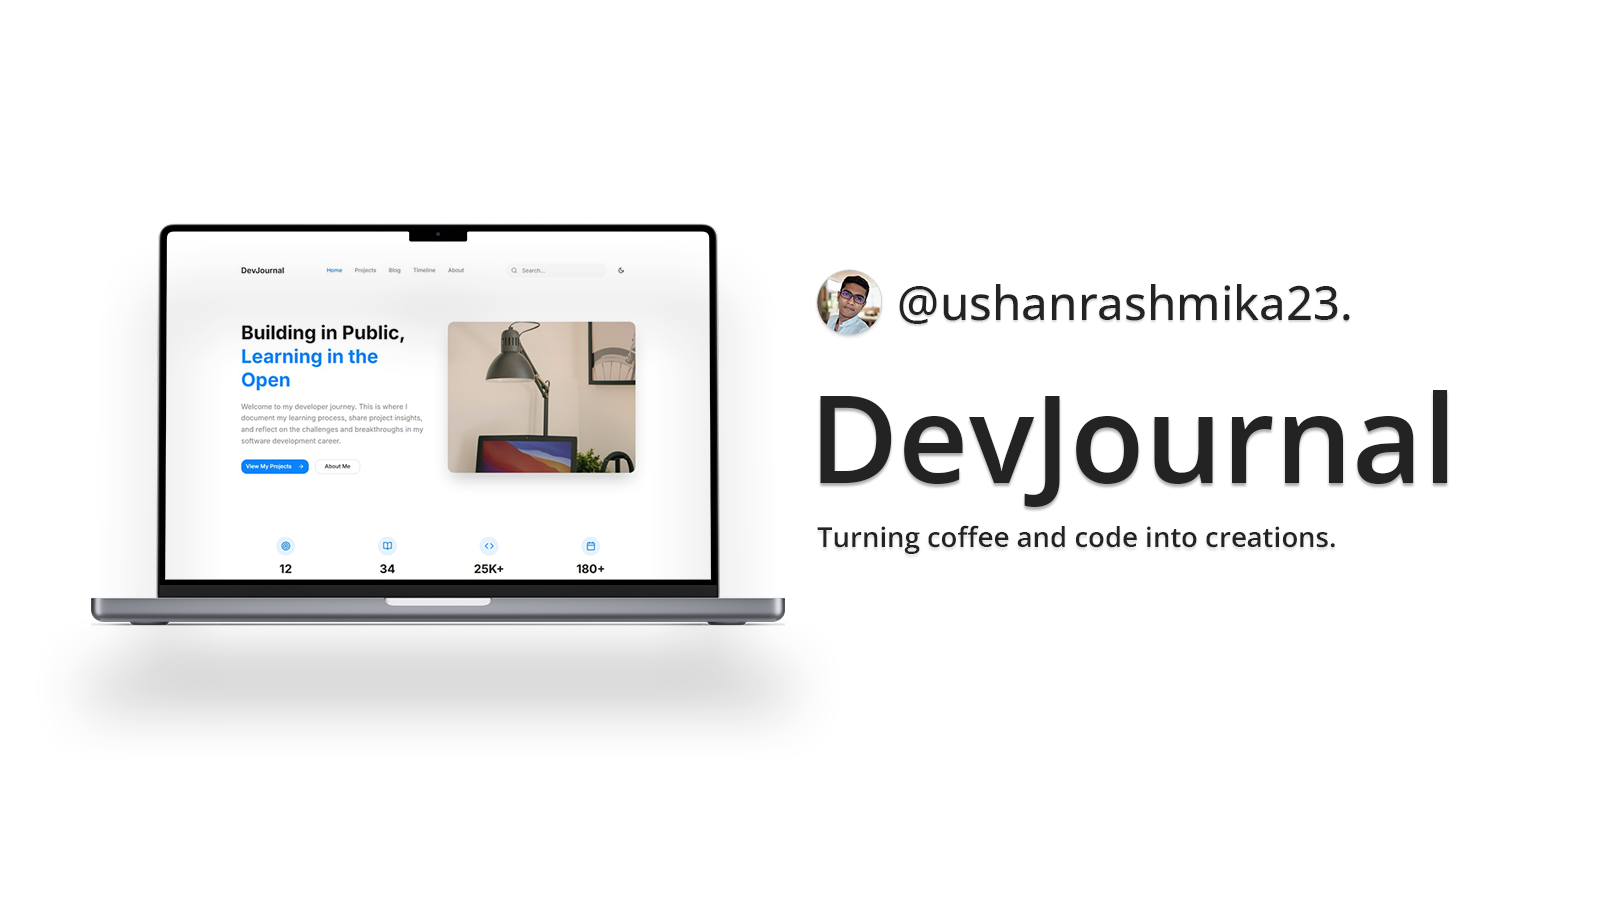 DevJournal
Home Projects Blog Timeline About
Search...
Building in Public,
Learning in the
Open
Welcome to my developer journey. This is where I
document my learning process, share project insights,
and reflect on the challenges and breakthroughs in my
software development career.
View My Projects → About Me
12 34 25K+ 180+
@ushanrashmika23.
DevJournal
Turning coffee and code into creations.